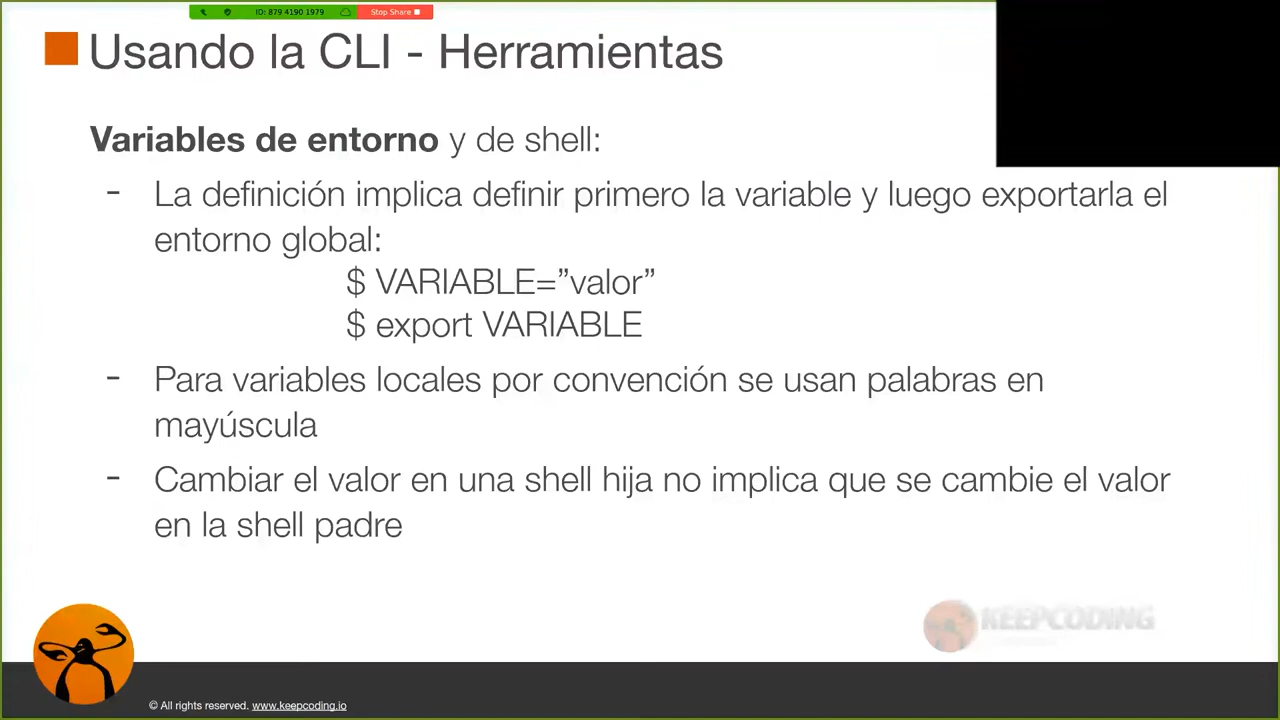 ID: 879 4190 1979 Stop Share
Usando la CLI - Herramientas
Variables de entorno y de shell:
- La definición implica definir primero la variable y luego exportarla el
entorno global:
$ VARIABLE=”valor”
$ export VARIABLE
- Para variables locales por convención se usan palabras en
mayúscula
- Cambiar el valor en una shell hija no implica que se cambie el valor
en la shell padre
KEEPCODING
© All rights reserved. www.keepcoding.io